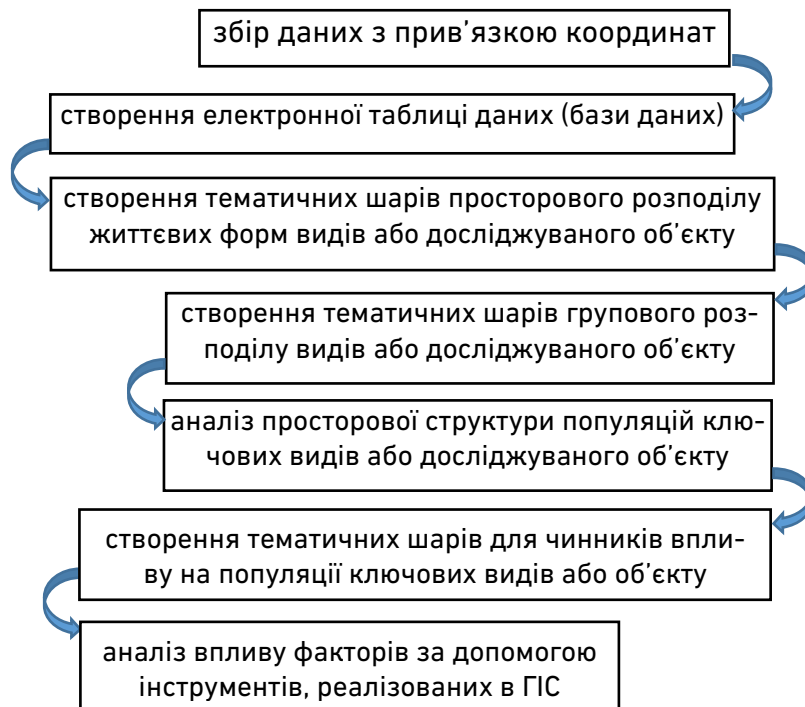 збір даних з прив’язкою координат
створення електронної таблиці даних (бази даних)
створення тематичних шарів просторового розподілу
життєвих форм видів або досліджуваного об’єкту
створення тематичних шарів групового роз-
поділу видів або досліджуваного об’єкту
аналіз просторової структури популяцій клю-
чових видів або досліджуваного об’єкту
створення тематичних шарів для чинників впли-
ву на популяції ключових видів або об’єкту
аналіз впливу факторів за допомогою
інструментів, реалізованих в ГІС